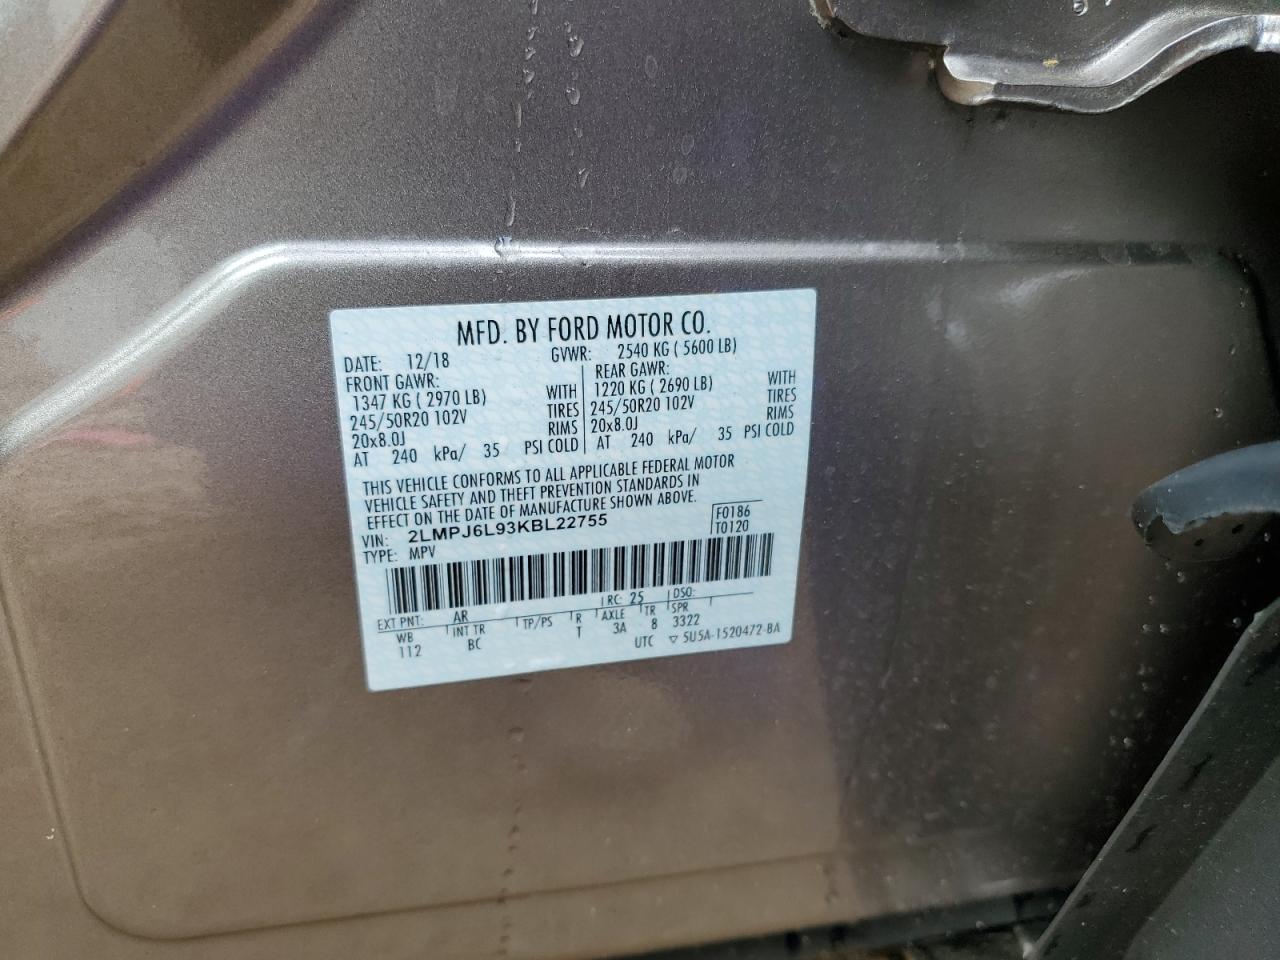 MFD. BY FORD MOTOR CO.
DATE: 12/18 GVWR: 2540 KG ( 5600 LB)
FRONT GAWR: REAR GAWR:
1347 KG ( 2970 LB) WITH 1220 KG ( 2690 LB) WITH
245/50R20 102V TIRES 245/50R20 102V TIRES
20x8.0J RIMS 20x8.0J RIMS
AT 240 kPa/ 35 PSI COLD AT 240 kPa/ 35 PSI COLD
THIS VEHICLE CONFORMS TO ALL APPLICABLE FEDERAL MOTOR
VEHICLE SAFETY AND THEFT PREVENTION STANDARDS IN
EFFECT ON THE DATE OF MANUFACTURE SHOWN ABOVE.
VIN: 2LMPJ6L93KBL22755 F0186
TYPE: MPV T0120
EXT PNT: AR RC: 25 DSO:
WB INT TR TP/PS R AXLE TR SPR
112 BC T 3A 8 3322
UTC ▽ 5U5A-1520472-BA